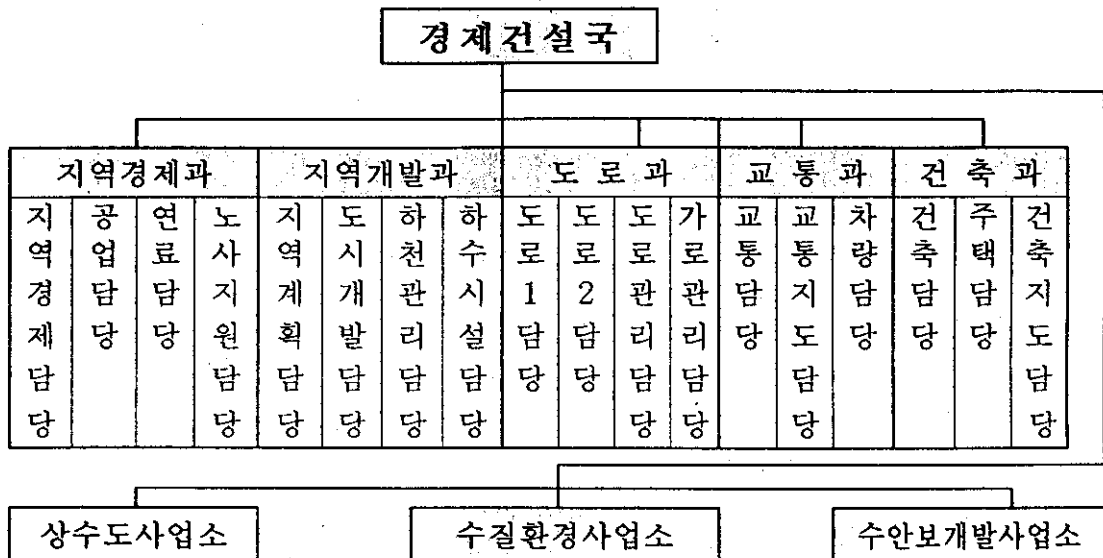 경제건설국
지역경제과 지역개발과 도로과 교통과 건축과
지역경제담당
공업담당
연료담당
노사지원담당
지역계획담당
도시개발담당
하천관리담당
하수시설담당
도로1담당
도로2담당
도로관리담당
가로관리담당
교통담당
교통지도담당
차량담당
건축담당
주택담당
건축지도담당
상수도사업소 수질환경사업소 수안보개발사업소